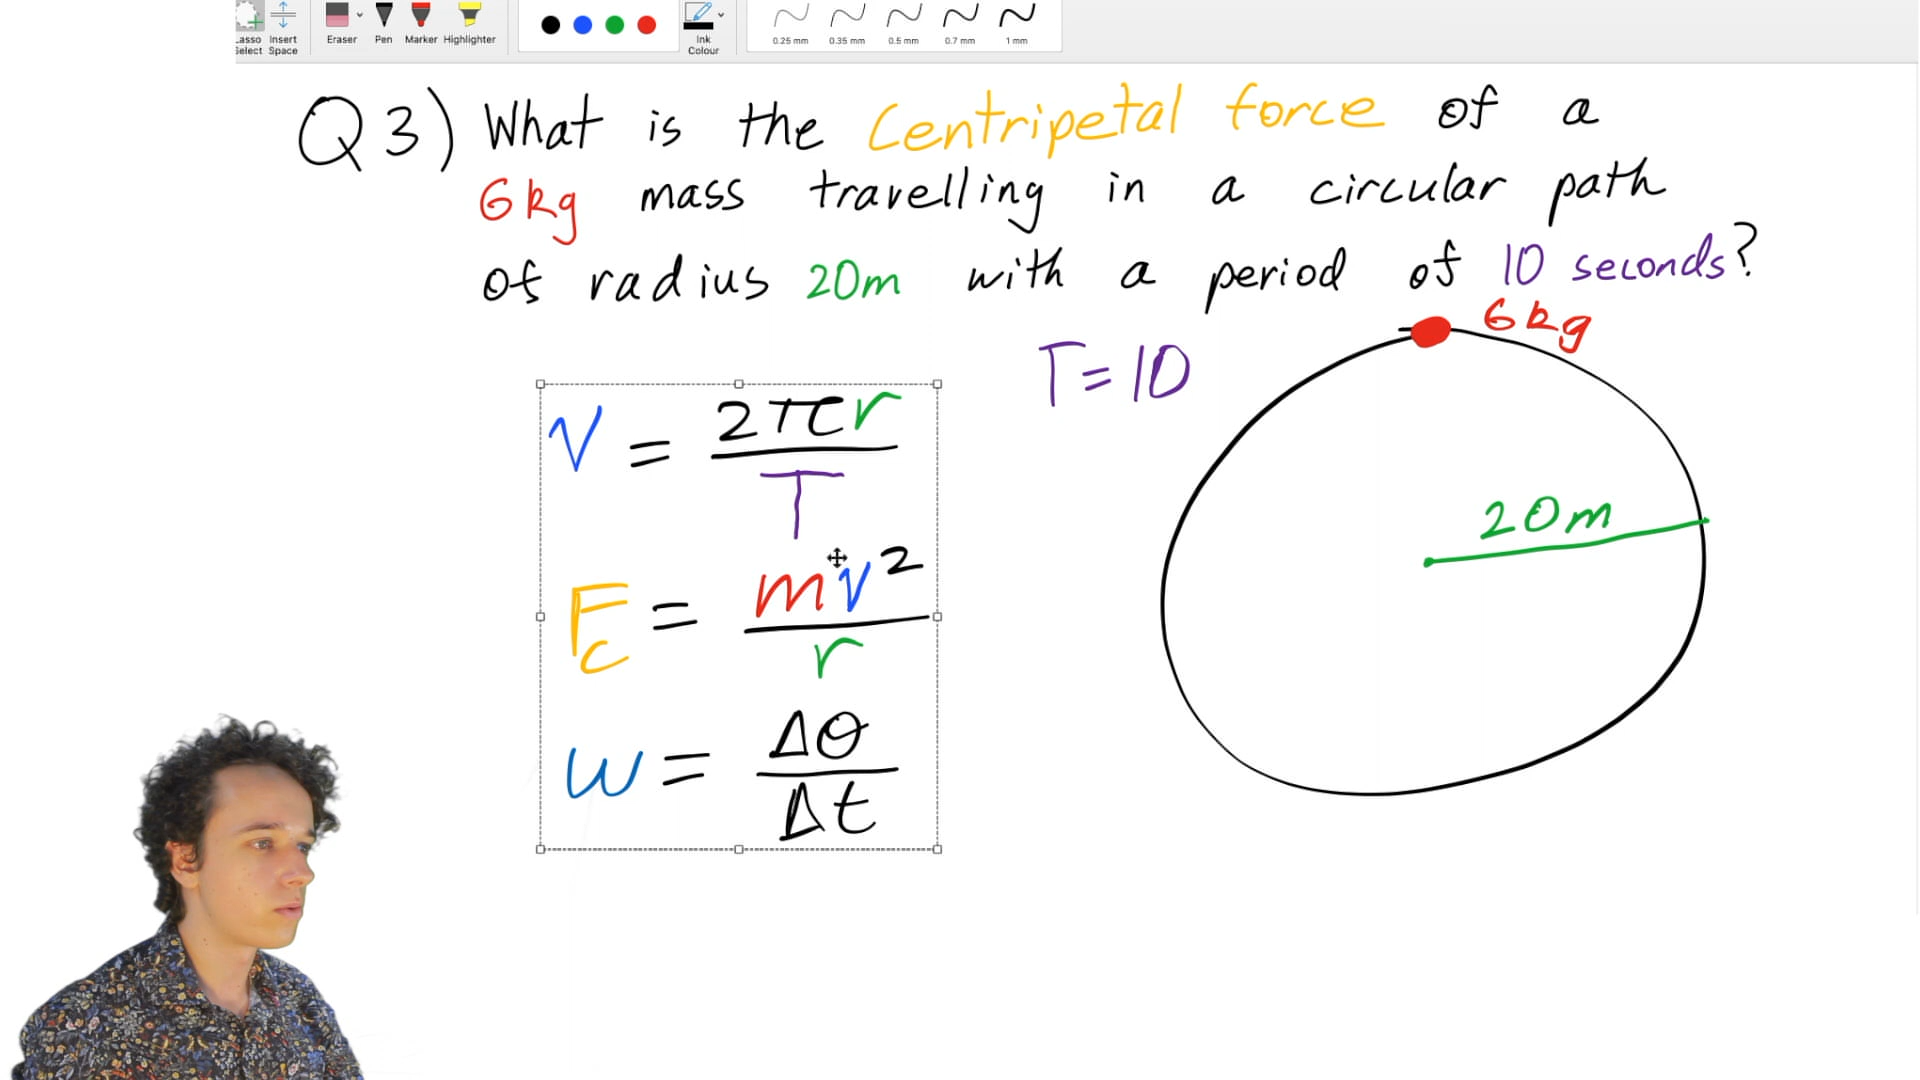 Lasso Select
Insert Space
Eraser
Pen
Marker
Highlighter
Ink Colour
0.25 mm
0.35 mm
0.5 mm
0.7 mm
1 mm
Q3) What is the Centripetal force of a
6kg mass travelling in a circular path
of radius 20m with a period of 10 seconds?
6kg
T=10
V = 2πr / T
20m
Fc = mv² / r
w = Δθ / Δt